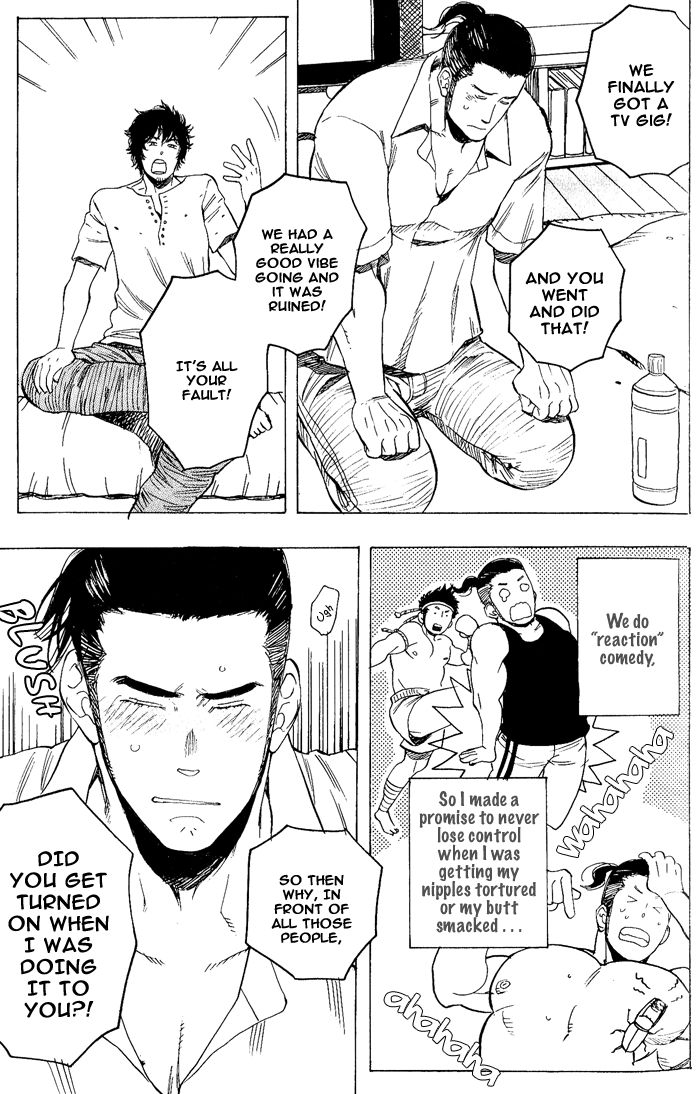 WE
FINALLY
GOT A
TV GIG!
AND YOU
WENT
AND DID
THAT!
WE HAD A
REALLY
GOOD VIBE
GOING AND
IT WAS
RUINED!
IT'S ALL
YOUR
FAULT!
We do
"reaction"
comedy,
Wahahaha
So I made a
promise to never
lose control
when I was
getting my
nipples tortured
or my butt
smacked . . .
ahahaha
BLUSH
SO THEN
WHY, IN
FRONT OF
ALL THOSE
PEOPLE,
DID
YOU GET
TURNED
ON WHEN
I WAS
DOING
IT TO
YOU?!